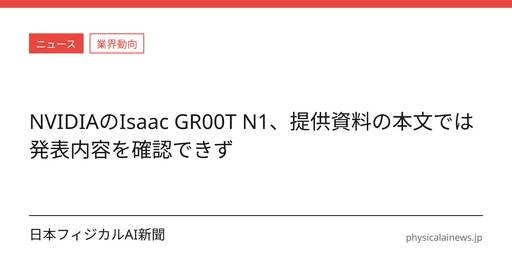 ニュース 業界動向
NVIDIAのIsaac GR00T N1、提供資料の本文では
発表内容を確認できず
日本フィジカルAI新聞
physicalainews.jp